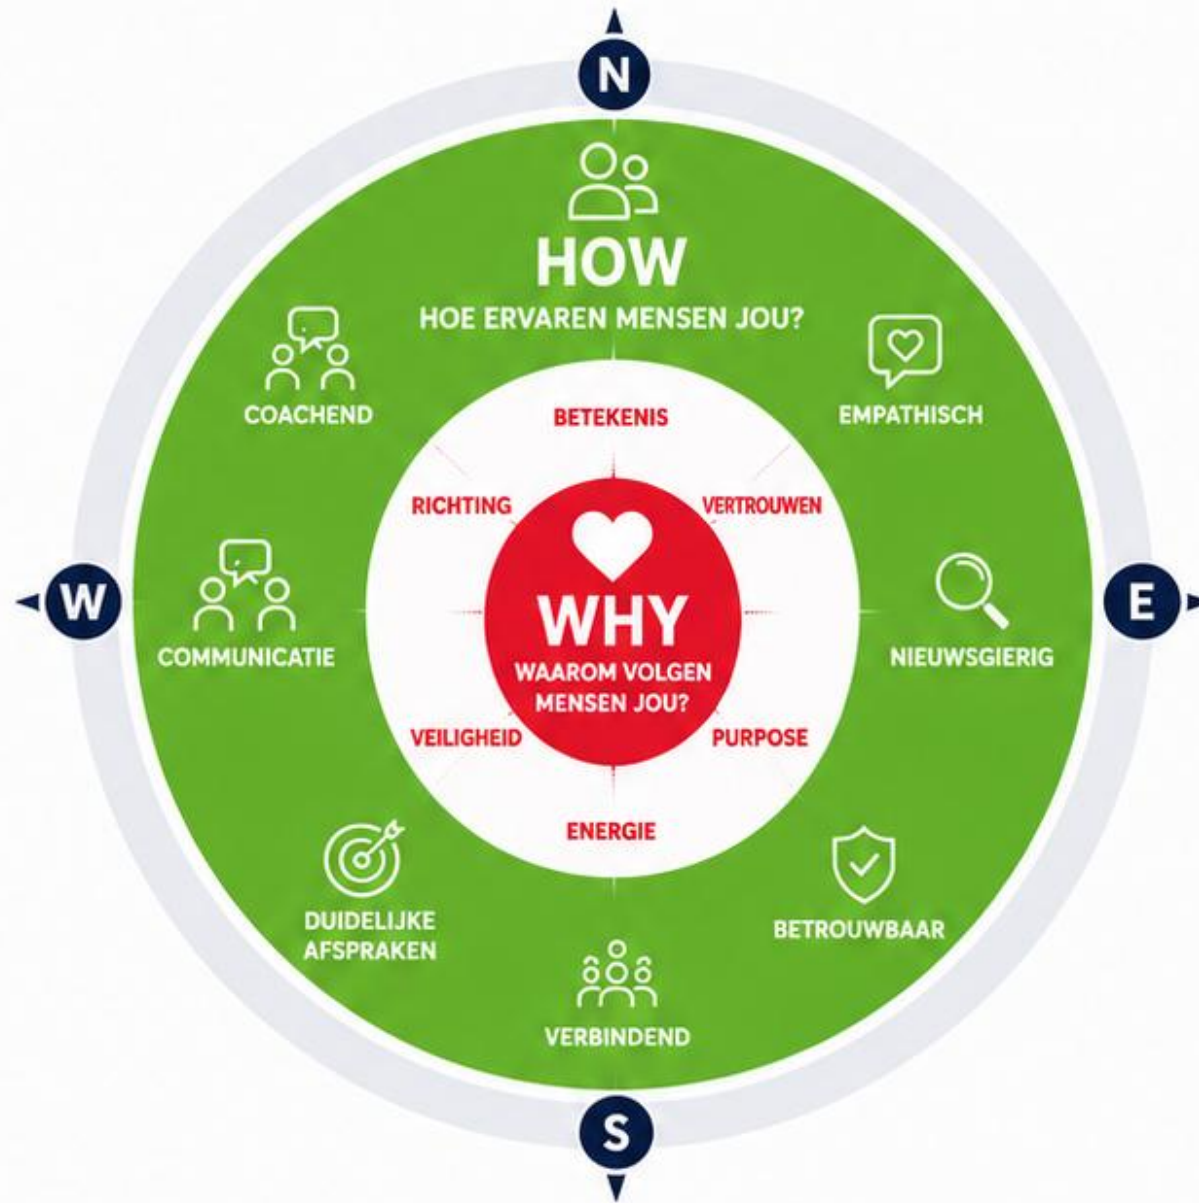 N
HOW
HOE ERVAREN MENSEN JOU?
COACHEND
EMPATHISCH
BETEKENIS
RICHTING
VERTROUWEN
W
E
WHY
WAAROM VOLGEN
MENSEN JOU?
COMMUNICATIE
NIEUWSGIERIG
VEILIGHEID
PURPOSE
ENERGIE
DUIDELIJKE
AFSPRAKEN
BETROUWBAAR
VERBINDEND
S